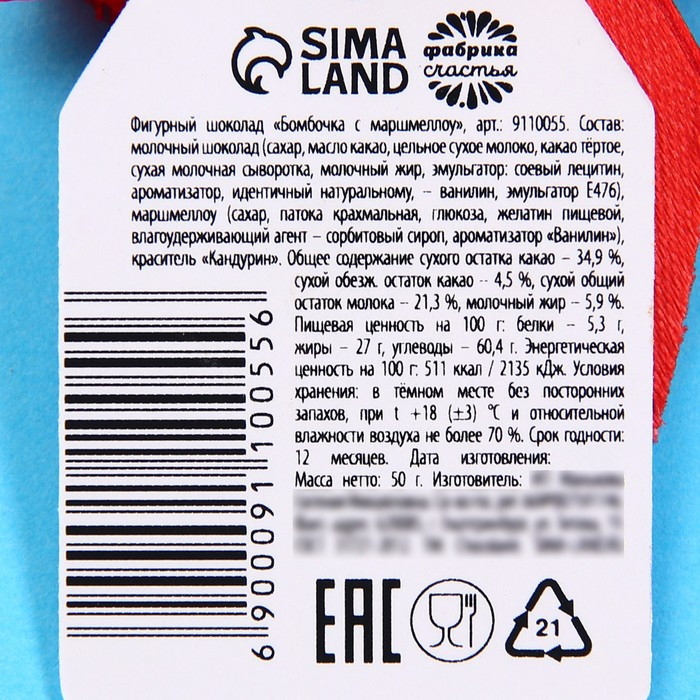 SIMA
LAND
фабрика
счастья
Фигурный шоколад «Бомбочка с маршмеллоу», арт.: 9110055. Состав:
молочный шоколад (сахар, масло какао, цельное сухое молоко, какао тёртое,
сухая молочная сыворотка, молочный жир, эмульгатор: соевый лецитин,
ароматизатор, идентичный натуральному, – ванилин, эмульгатор Е476),
маршмеллоу (сахар, патока крахмальная, глюкоза, желатин пищевой,
влагоудерживающий агент – сорбитовый сироп, ароматизатор «Ванилин»),
краситель «Кандурин». Общее содержание сухого остатка какао – 34,9 %,
сухой обезж. остаток какао -- 4,5 %, сухой общий
остаток молока – 21,3 %, молочный жир – 5,9 %.
Пищевая ценность на 100 г: белки – 5,3 г,
жиры – 27 г, углеводы – 60,4 г. Энергетическая
ценность на 100 г: 511 ккал / 2135 кДж. Условия
хранения: в тёмном месте без посторонних
запахов, при t +18 (±3) °C и относительной
влажности воздуха не более 70 %. Срок годности:
12 месяцев. Дата изготовления:
Масса нетто: 50 г. Изготовитель:
6 900091 100556
EAC
21